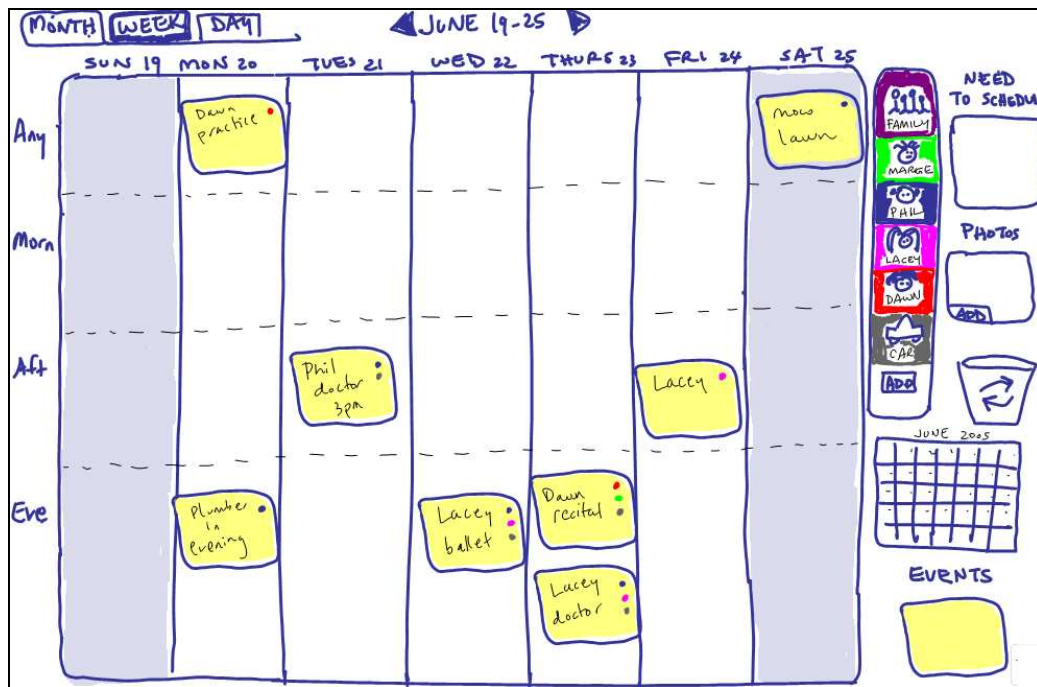 MONTH WEEK DAY
JUNE 19-25
SUN 19 MON 20 TUES 21 WED 22 THURS 23 FRI 24 SAT 25
Any
Dawn
practice
mow
lawn
Morn
Aft
Phil
doctor
3pm
Lacey
Eve
Plumber
in
evening
Lacey
ballet
Dawn
recital
Lacey
doctor
FAMILY
MARGE
PHIL
LACEY
DAWN
CAR
ADD
NEED
TO SCHEDU
PHOTOS
ADD
JUNE 2005
EVENTS